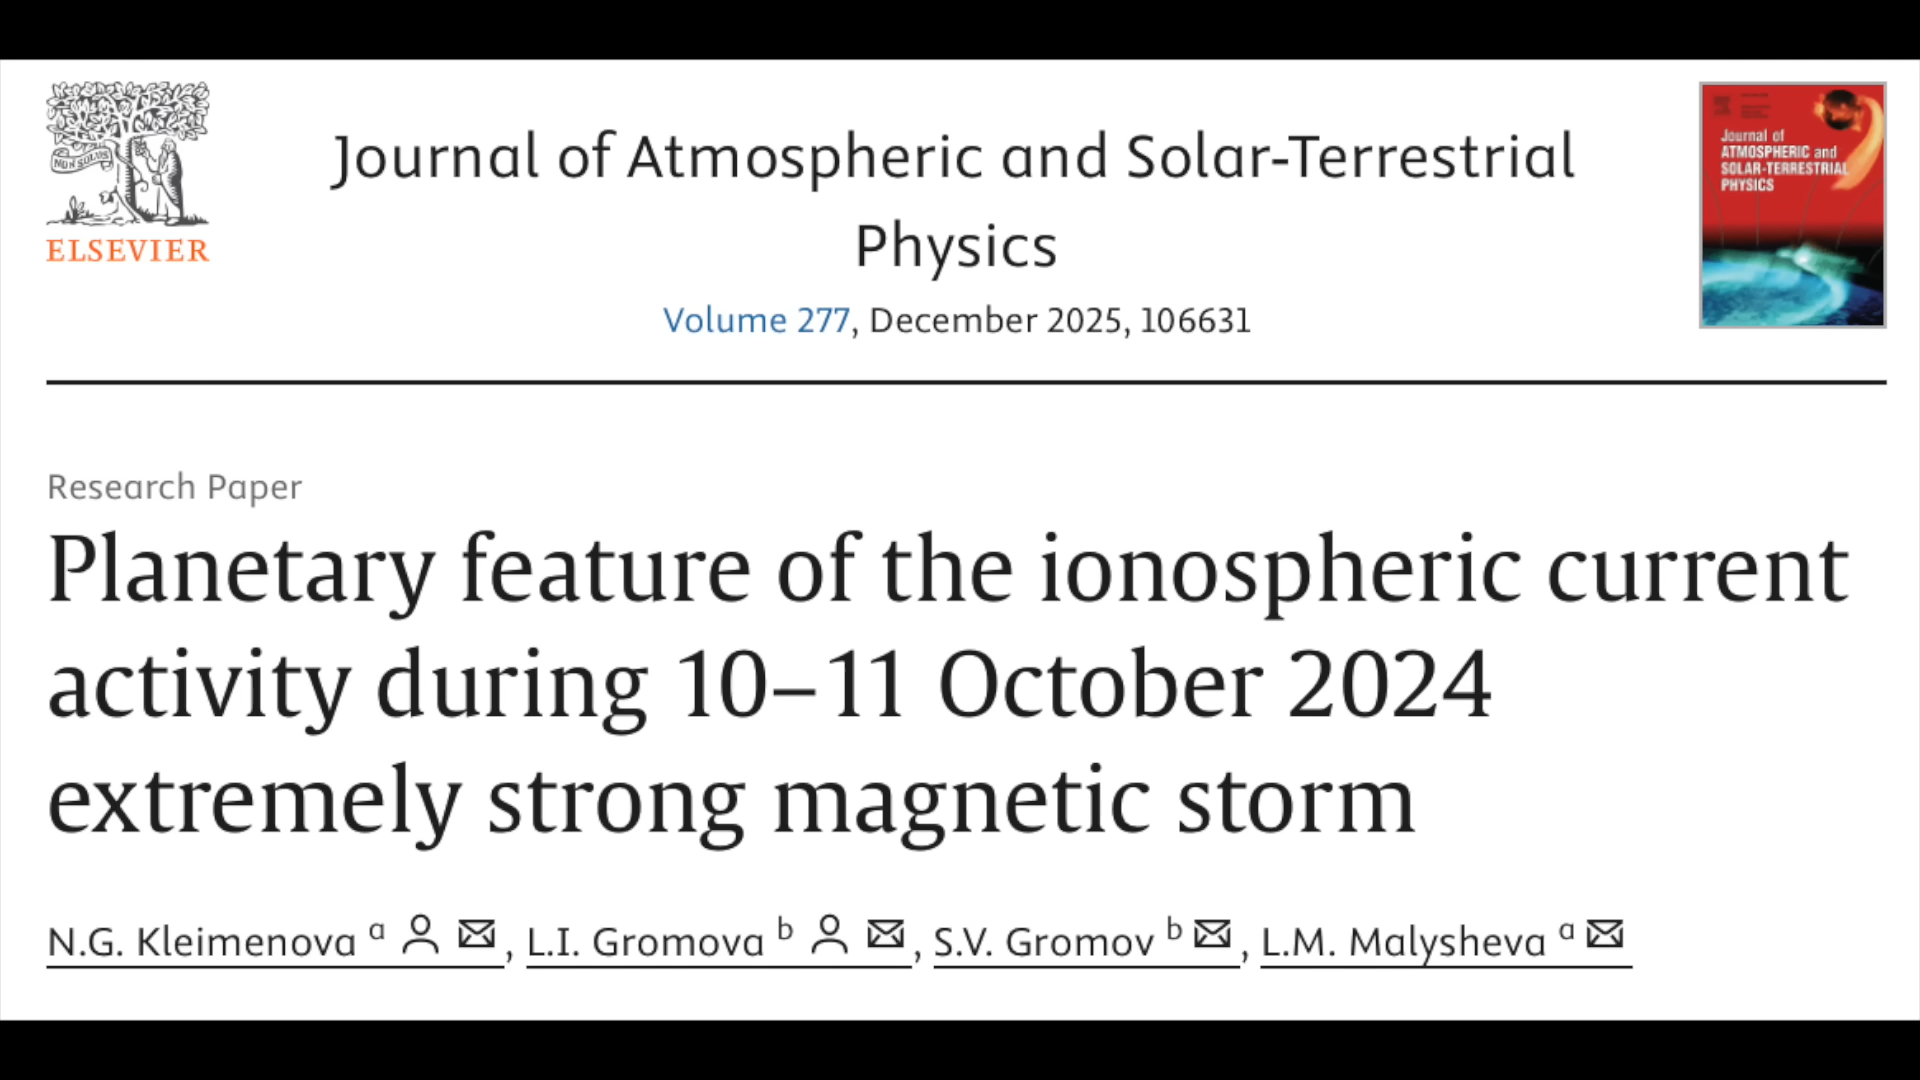 NON SOLUS
ELSEVIER
Journal of Atmospheric and Solar-Terrestrial
Physics
Volume 277, December 2025, 106631
Journal of
ATMOSPHERIC and
SOLAR-TERRESTRIAL
PHYSICS
Research Paper
Planetary feature of the ionospheric current
activity during 10–11 October 2024
extremely strong magnetic storm
N.G. Kleimenova a, L.I. Gromova b, S.V. Gromov b, L.M. Malysheva a